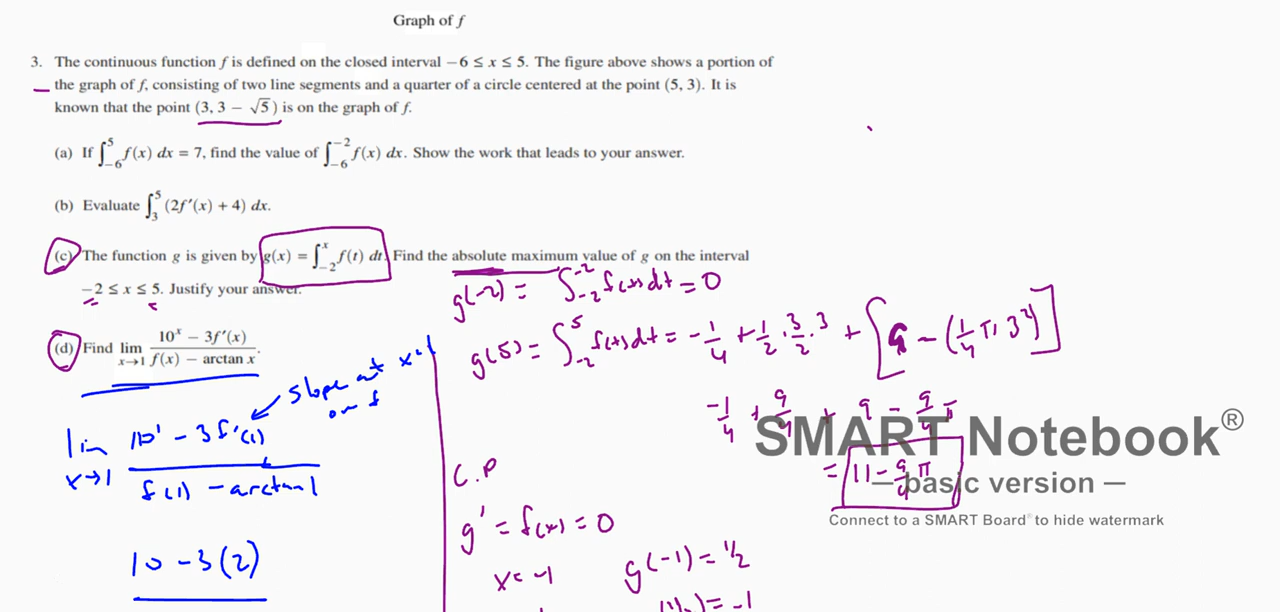 Graph of f
3. The continuous function f is defined on the closed interval −6 ≤ x ≤ 5. The figure above shows a portion of
the graph of f, consisting of two line segments and a quarter of a circle centered at the point (5, 3). It is
known that the point (3, 3 − √5) is on the graph of f.
(a) If ∫_{−6}^{5} f(x) dx = 7, find the value of ∫_{−6}^{−2} f(x) dx. Show the work that leads to your answer.
(b) Evaluate ∫_{3}^{5} (2f′(x) + 4) dx.
(c) The function g is given by g(x) = ∫_{−2}^{x} f(t) dt. Find the absolute maximum value of g on the interval
−2 ≤ x ≤ 5. Justify your answer.
g(-2) = ∫_{-2}^{-2} f(x)dt = 0
(d) Find lim_{x→1} (10^x − 3f′(x)) / (f(x) − arctan x).
g(5) = ∫_{-2}^{5} f(t)dt = -1/4 + 1/2 · 3/2 · 3 + [9 - (1/4 π 3²)]
slope at x=1
on f
-1/4 + 9/4 + 9 - 9/4 π
lim_{x→1} (10¹ - 3f'(1)) / (f(1) - arctan 1)
= 11 - 9/4 π
SMART Notebook®
— basic version —
Connect to a SMART Board® to hide watermark
C.P
g' = f(x) = 0
10 - 3(2)
g(-1) = 1/2
= -1